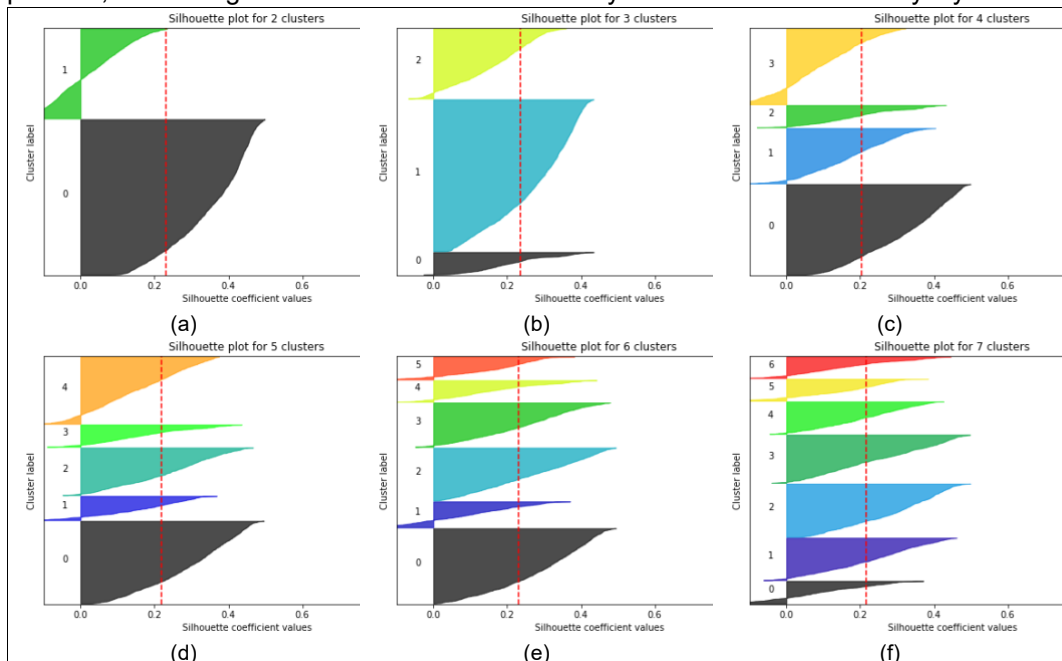 Silhouette plot for 2 clusters
Silhouette plot for 3 clusters
Silhouette plot for 4 clusters
Cluster label
1
0
0.0 0.2 0.4 0.6
Silhouette coefficient values
(a)
Cluster label
2
1
0
0.0 0.2 0.4 0.6
Silhouette coefficient values
(b)
Cluster label
3
2
1
0
0.0 0.2 0.4 0.6
Silhouette coefficient values
(c)
Silhouette plot for 5 clusters
Silhouette plot for 6 clusters
Silhouette plot for 7 clusters
Cluster label
4
3
2
1
0
0.0 0.2 0.4 0.6
Silhouette coefficient values
(d)
Cluster label
5
4
3
2
1
0
0.0 0.2 0.4 0.6
Silhouette coefficient values
(e)
Cluster label
6
5
4
3
2
1
0
0.0 0.2 0.4 0.6
Silhouette coefficient values
(f)